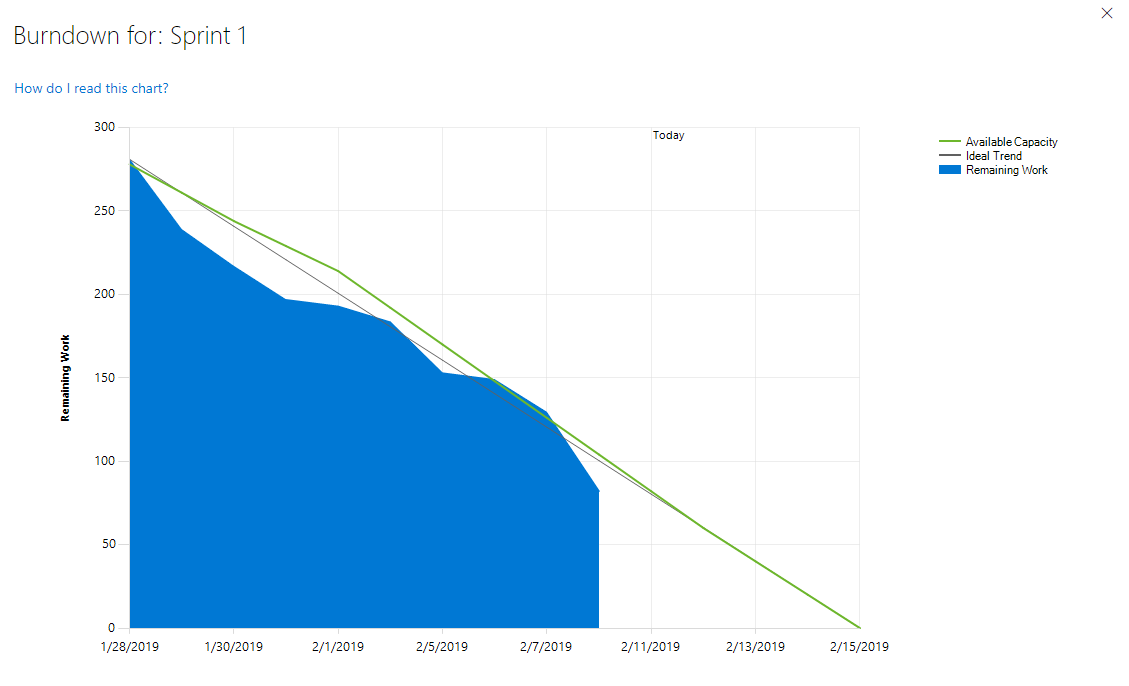 Burndown for: Sprint 1
How do I read this chart?
300
Today
Available Capacity
Ideal Trend
Remaining Work
250
200
150
100
50
0
Remaining Work
1/28/2019 1/30/2019 2/1/2019 2/5/2019 2/7/2019 2/11/2019 2/13/2019 2/15/2019